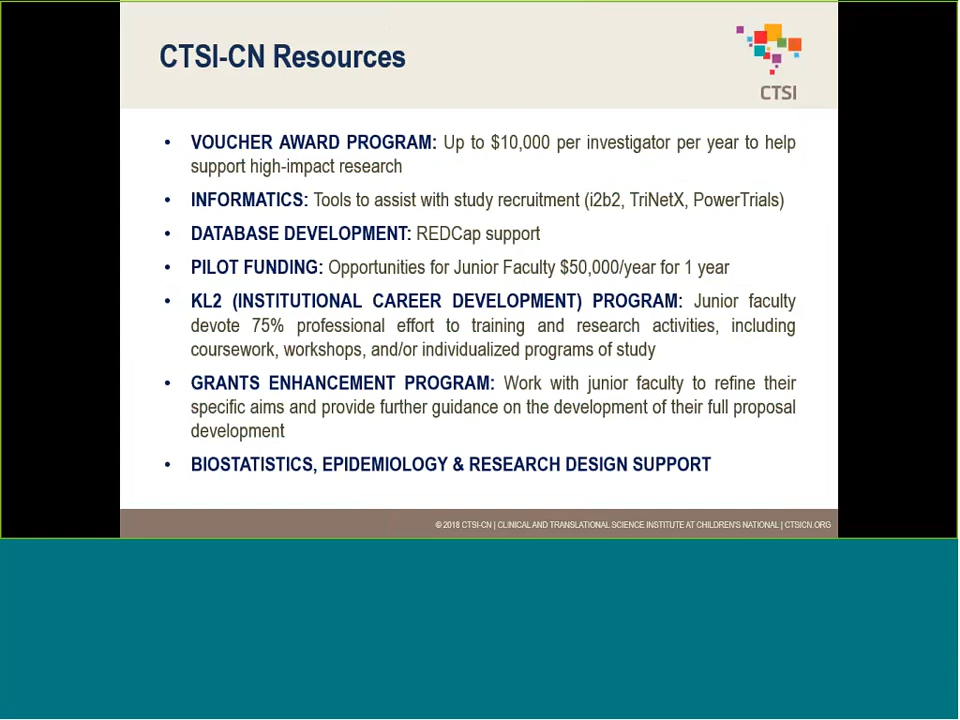 CTSI-CN Resources
CTSI
• VOUCHER AWARD PROGRAM: Up to $10,000 per investigator per year to help
support high-impact research
• INFORMATICS: Tools to assist with study recruitment (i2b2, TriNetX, PowerTrials)
• DATABASE DEVELOPMENT: REDCap support
• PILOT FUNDING: Opportunities for Junior Faculty $50,000/year for 1 year
• KL2 (INSTITUTIONAL CAREER DEVELOPMENT) PROGRAM: Junior faculty
devote 75% professional effort to training and research activities, including
coursework, workshops, and/or individualized programs of study
• GRANTS ENHANCEMENT PROGRAM: Work with junior faculty to refine their
specific aims and provide further guidance on the development of their full proposal
development
• BIOSTATISTICS, EPIDEMIOLOGY & RESEARCH DESIGN SUPPORT
© 2018 CTSI-CN | CLINICAL AND TRANSLATIONAL SCIENCE INSTITUTE AT CHILDREN'S NATIONAL | CTSICN.ORG